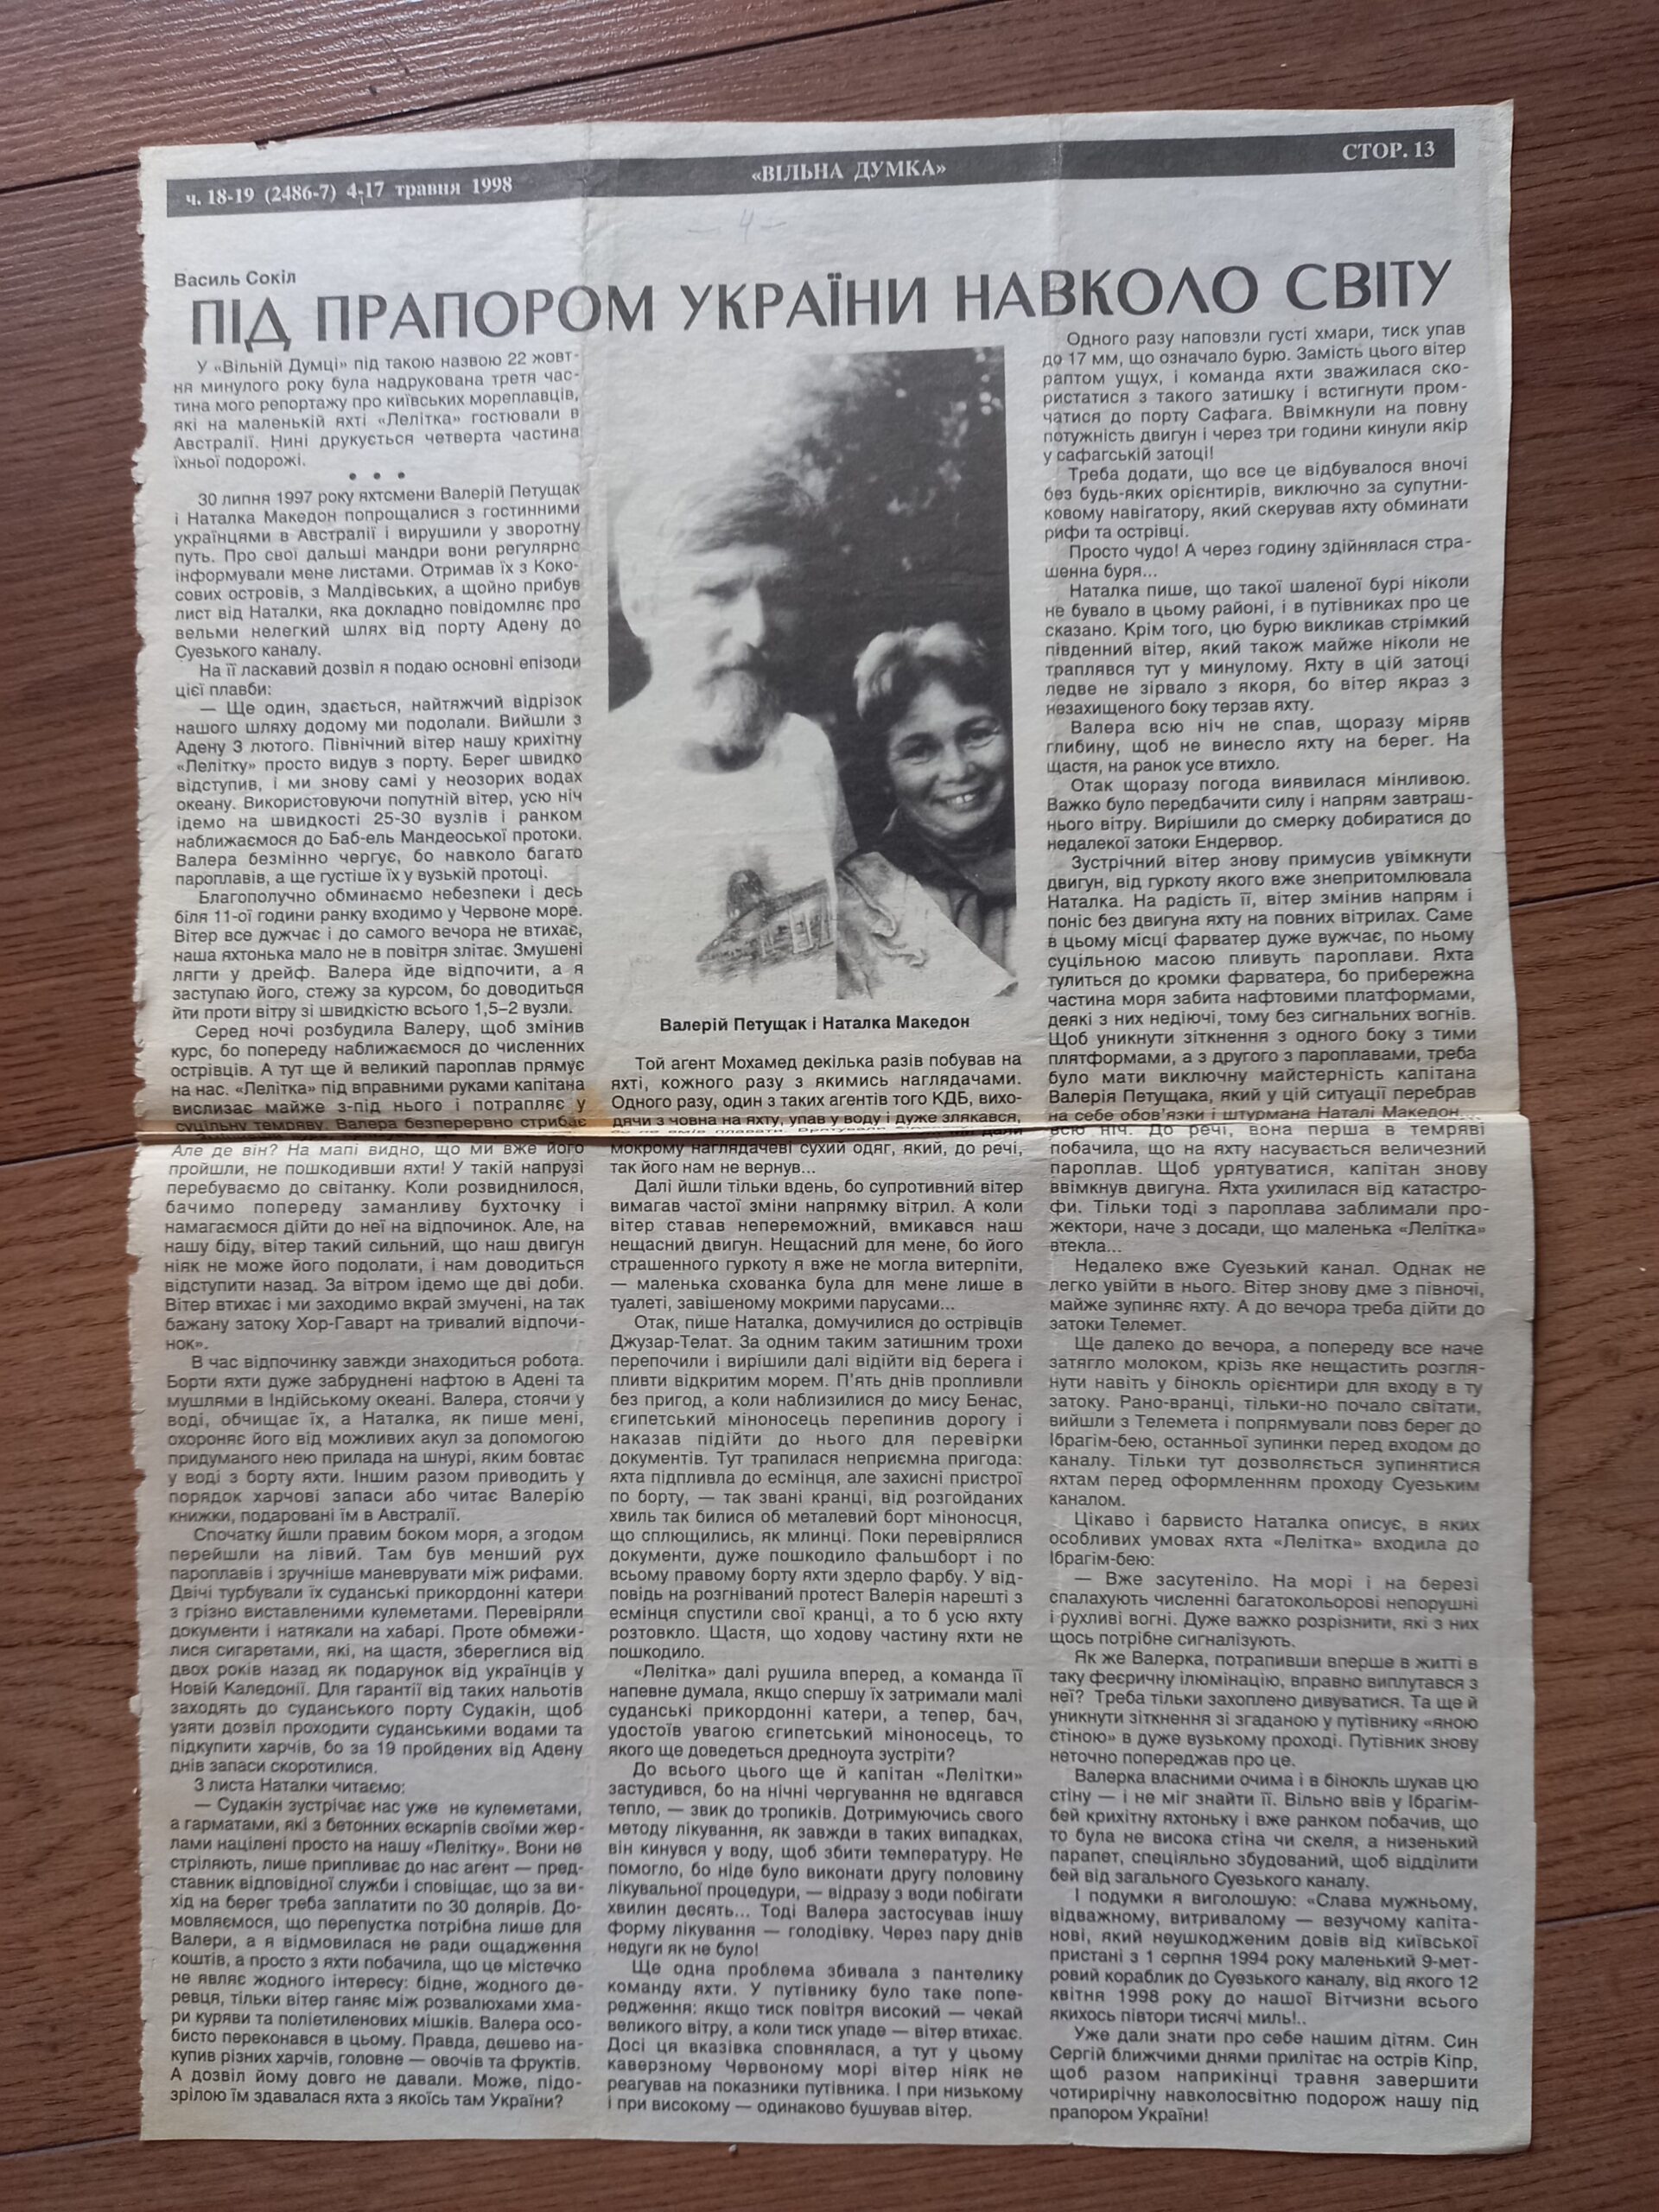 ч. 18-19 (2486-7) 4-17 травня 1998
«ВІЛЬНА ДУМКА»
СТОР. 13
— 4 —
Василь Сокіл
ПІД ПРАПОРОМ УКРАЇНИ НАВКОЛО СВІТУ
У «Вільній Думці» під такою назвою 22 жовт-
ня минулого року була надрукована третя час-
тина мого репортажу про київських мореплавців,
які на маленькій яхті «Лелітка» гостювали в
Австралії. Нині друкується четверта частина
їхньої подорожі.
• • •
30 липня 1997 року яхтсмени Валерій Петущак
і Наталка Македон попрощалися з гостинними
українцями в Австралії і вирушили у зворотну
путь. Про свої дальші мандри вони регулярно
інформували мене листами. Отримав їх з Коко-
сових островів, з Малдівських, а щойно прибув
лист від Наталки, яка докладно повідомляє про
вельми нелегкий шлях від порту Адену до
Суезького каналу.
На її ласкавий дозвіл я подаю основні епізоди
цієї плавби:
— Ще один, здається, найтяжчий відрізок
нашого шляху додому ми подолали. Вийшли з
Адену 3 лютого. Північний вітер нашу крихітну
«Лелітку» просто видув з порту. Берег швидко
відступив, і ми знову самі у неозорих водах
океану. Використовуючи попутній вітер, усю ніч
ідемо на швидкості 25-30 вузлів і ранком
наближаємося до Баб-ель Мандеоської протоки.
Валера безмінно чергує, бо навколо багато
пароплавів, а ще густіше їх у вузькій протоці.
Благополучно обминаємо небезпеки і десь
біля 11-ої години ранку входимо у Червоне море.
Вітер все дужчає і до самого вечора не втихає,
наша яхтонька мало не в повітря злітає. Змушені
лягти у дрейф. Валера йде відпочити, а я
заступаю його, стежу за курсом, бо доводиться
йти проти вітру зі швидкістю всього 1,5–2 вузли.
Серед ночі розбудила Валеру, щоб змінив
курс, бо попереду наближаємося до численних
острівців. А тут ще й великий пароплав прямує
на нас. «Лелітка» під вправними руками капітана
вислизає майже з-під нього і потрапляє у
суцільну темряву. Валера безперервно стрибає
Але де він? На мапі видно, що ми вже його
пройшли, не пошкодивши яхти! У такій напрузі
перебуваємо до світанку. Коли розвиднилося,
бачимо попереду заманливу бухточку і
намагаємося дійти до неї на відпочинок. Але, на
нашу біду, вітер такий сильний, що наш двигун
ніяк не може його подолати, і нам доводиться
відступити назад. За вітром ідемо ще дві доби.
Вітер втихає і ми заходимо вкрай змучені, на так
бажану затоку Хор-Гаварт на тривалий відпочи-
нок».
В час відпочинку завжди знаходиться робота.
Борти яхти дуже забруднені нафтою в Адені та
мушлями в Індійському океані. Валера, стоячи у
воді, обчищає їх, а Наталка, як пише мені,
охороняє його від можливих акул за допомогою
придуманого нею прилада на шнурі, яким бовтає
у воді з борту яхти. Іншим разом приводить у
порядок харчові запаси або читає Валерію
книжки, подаровані їм в Австралії.
Спочатку йшли правим боком моря, а згодом
перейшли на лівий. Там був менший рух
пароплавів і зручніше маневрувати між рифами.
Двічі турбували їх суданські прикордонні катери
з грізно виставленими кулеметами. Перевіряли
документи і натякали на хабарі. Проте обмежи-
лися сигаретами, які, на щастя, збереглися від
двох років назад як подарунок від українців у
Новій Каледонії. Для гарантії від таких нальотів
заходять до суданського порту Судакін, щоб
узяти дозвіл проходити суданськими водами та
підкупити харчів, бо за 19 пройдених від Адену
днів запаси скоротилися.
З листа Наталки читаємо:
— Судакін зустрічає нас уже не кулеметами,
а гарматами, які з бетонних ескарпів своїми жер-
лами націлені просто на нашу «Лелітку». Вони не
стріляють, лише припливає до нас агент — пред-
ставник відповідної служби і сповіщає, що за ви-
хід на берег треба заплатити по 30 долярів. До-
мовляємося, що перепустка потрібна лише для
Валери, а я відмовилася не ради ощадження
коштів, а просто з яхти побачила, що це містечко
не являє жодного інтересу: бідне, жодного де-
ревця, тільки вітер ганяє між розвалюхами хма-
ри куряви та поліетиленових мішків. Валера осо-
бисто переконався в цьому. Правда, дешево на-
купив різних харчів, головне — овочів та фруктів.
А дозвіл йому довго не давали. Може, підо-
зрілою їм здавалася яхта з якоїсь там України?
Валерій Петущак і Наталка Македон
Той агент Мохамед декілька разів побував на
яхті, кожного разу з якимись наглядачами.
Одного разу, один з таких агентів того КДБ, вихо-
дячи з човна на яхту, упав у воду і дуже злякався,
мокрому наглядачеві сухий одяг, який, до речі,
так його нам не вернув...
Далі йшли тільки вдень, бо супротивний вітер
вимагав частої зміни напрямку вітрил. А коли
вітер ставав непереможний, вмикався наш
нещасний двигун. Нещасний для мене, бо його
страшенного гуркоту я вже не могла витерпіти,
— маленька схованка була для мене лише в
туалеті, завішеному мокрими парусами...
Отак, пише Наталка, домучилися до острівців
Джузар-Телат. За одним таким затишним трохи
перепочили і вирішили далі відійти від берега і
пливти відкритим морем. П'ять днів пропливли
без пригод, а коли наблизилися до мису Бенас,
єгипетський міноносець перепинив дорогу і
наказав підійти до нього для перевірки
документів. Тут трапилася неприємна пригода:
яхта підпливла до есмінця, але захисні пристрої
по борту, — так звані кранці, від розгойданих
хвиль так билися об металевий борт міноносця,
що сплющились, як млинці. Поки перевірялися
документи, дуже пошкодило фальшборт і по
всьому правому борту яхти здерло фарбу. У від-
повідь на розгніваний протест Валерія нарешті з
есмінця спустили свої кранці, а то б усю яхту
розтовкло. Щастя, що ходову частину яхти не
пошкодило.
«Лелітка» далі рушила вперед, а команда її
напевне думала, якщо спершу їх затримали малі
суданські прикордонні катери, а тепер, бач,
удостоїв увагою єгипетський міноносець, то
якого ще доведеться дредноута зустріти?
До всього цього ще й капітан «Лелітки»
застудився, бо на нічні чергування не вдягався
тепло, — звик до тропиків. Дотримуючись свого
методу лікування, як завжди в таких випадках,
він кинувся у воду, щоб збити температуру. Не
помогло, бо ніде було виконати другу половину
лікувальної процедури, — відразу з води побігати
хвилин десять... Тоді Валера застосував іншу
форму лікування — голодівку. Через пару днів
недуги як не було!
Ще одна проблема збивала з пантелику
команду яхти. У путівнику було таке попе-
редження: якщо тиск повітря високий — чекай
великого вітру, а коли тиск упаде — вітер втихає.
Досі ця вказівка сповнялася, а тут у цьому
каверзному Червоному морі вітер ніяк не
реагував на показники путівника. І при низькому
і при високому — одинаково бушував вітер.
Одного разу наповзли густі хмари, тиск упав
до 17 мм, що означало бурю. Замість цього вітер
раптом ущух, і команда яхти зважилася ско-
ристатися з такого затишку і встигнути пром-
чатися до порту Сафага. Ввімкнули на повну
потужність двигун і через три години кинули якір
у сафагській затоці!
Треба додати, що все це відбувалося вночі
без будь-яких орієнтирів, виключно за супутни-
ковому навігатору, який скерував яхту обминати
рифи та острівці.
Просто чудо! А через годину здійнялася стра-
шенна буря...
Наталка пише, що такої шаленої бурі ніколи
не бувало в цьому районі, і в путівниках про це
сказано. Крім того, цю бурю викликав стрімкий
південний вітер, який також майже ніколи не
траплявся тут у минулому. Яхту в цій затоці
ледве не зірвало з якоря, бо вітер якраз з
незахищеного боку терзав яхту.
Валера всю ніч не спав, щоразу міряв
глибину, щоб не винесло яхту на берег. На
щастя, на ранок усе втихло.
Отак щоразу погода виявилася мінливою.
Важко було передбачити силу і напрям завтраш-
нього вітру. Вирішили до смерку добиратися до
недалекої затоки Ендервор.
Зустрічний вітер знову примусив увімкнути
двигун, від гуркоту якого вже знепритомлювала
Наталка. На радість її, вітер змінив напрям і
поніс без двигуна яхту на повних вітрилах. Саме
в цьому місці фарватер дуже вужчає, по ньому
суцільною масою пливуть пароплави. Яхта
тулиться до кромки фарватера, бо прибережна
частина моря забита нафтовими платформами,
деякі з них недіючі, тому без сигнальних вогнів.
Щоб уникнути зіткнення з одного боку з тими
плятформами, а з другого з пароплавами, треба
було мати виключну майстерність капітана
Валерія Петущака, який у цій ситуації перебрав
на себе обов'язки і штурмана Наталі Македон...
всю ніч. До речі, вона перша в темряві
побачила, що на яхту насувається величезний
пароплав. Щоб урятуватися, капітан знову
ввімкнув двигуна. Яхта ухилилася від катастро-
фи. Тільки тоді з пароплава заблимали про-
жектори, наче з досади, що маленька «Лелітка»
втекла...
Недалеко вже Суезький канал. Однак не
легко увійти в нього. Вітер знову дме з півночі,
майже зупиняє яхту. А до вечора треба дійти до
затоки Телемет.
Ще далеко до вечора, а попереду все наче
затягло молоком, крізь яке нещастить розгля-
нути навіть у бінокль орієнтири для входу в ту
затоку. Рано-вранці, тільки-но почало світати,
вийшли з Телемета і попрямували повз берег до
Ібрагім-бею, останньої зупинки перед входом до
каналу. Тільки тут дозволяється зупинятися
яхтам перед оформленням проходу Суезьким
каналом.
Цікаво і барвисто Наталка описує, в яких
особливих умовах яхта «Лелітка» входила до
Ібрагім-бею:
— Вже засутеніло. На морі і на березі
спалахують численні багатокольорові непорушні
і рухливі вогні. Дуже важко розрізнити, які з них
щось потрібне сигналізують.
Як же Валерка, потрапивши вперше в житті в
таку феєричну ілюмінацію, вправно виплутався з
неї? Треба тільки захоплено дивуватися. Та ще й
уникнути зіткнення зі згаданою у путівнику «яною
стіною» в дуже вузькому проході. Путівник знову
неточно попереджав про це.
Валерка власними очима і в бінокль шукав цю
стіну — і не міг знайти її. Вільно ввів у Ібрагім-
бей крихітну яхтоньку і вже ранком побачив, що
то була не висока стіна чи скеля, а низенький
парапет, спеціяльно збудований, щоб відділити
бей від загального Суезького каналу.
І подумки я виголошую: «Слава мужньому,
відважному, витривалому — везучому капіта-
нові, який неушкодженим довів від київської
пристані з 1 серпня 1994 року маленький 9-мет-
ровий кораблик до Суезького каналу, від якого 12
квітня 1998 року до нашої Вітчизни всього
якихось півтори тисячі миль!..
Уже дали знати про себе нашим дітям. Син
Сергій ближчими днями прилітає на острів Кіпр,
щоб разом наприкінці травня завершити
чотирирічну навколосвітню подорож нашу під
прапором України!